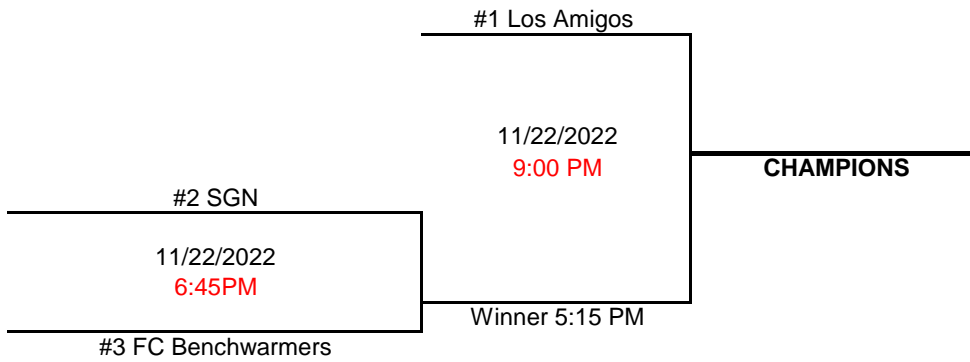 #1 Los Amigos
11/22/2022
9:00 PM
CHAMPIONS
#2 SGN
11/22/2022
6:45PM
Winner 5:15 PM
#3 FC Benchwarmers